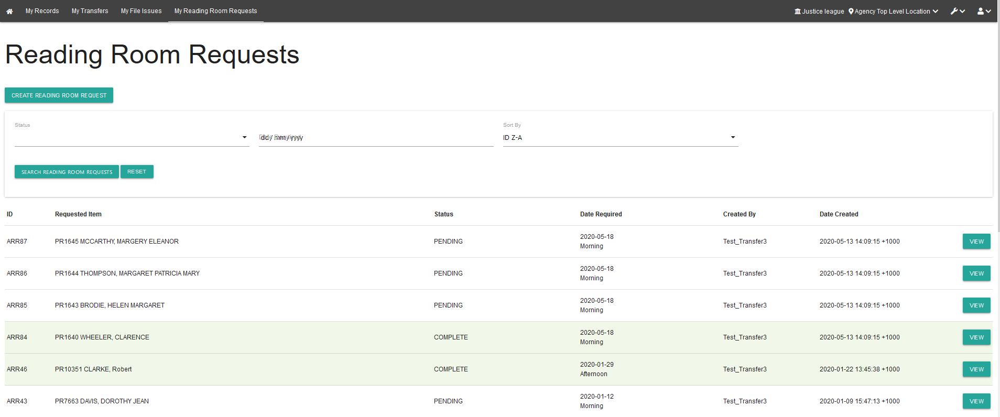 My Records My Transfers My File Issues My Reading Room Requests Justice league Agency Top Level Location
Reading Room Requests
CREATE READING ROOM REQUEST
Status Sort By
Date Required dd/mm/yyyy ID Z-A
SEARCH READING ROOM REQUESTS RESET
ID Requested Item Status Date Required Created By Date Created
ARR87 PR1645 MCCARTHY, MARGERY ELEANOR PENDING 2020-05-18 Morning Test_Transfer3 2020-05-13 14:09:15 +1000 VIEW
ARR86 PR1644 THOMPSON, MARGARET PATRICIA MARY PENDING 2020-05-18 Morning Test_Transfer3 2020-05-13 14:09:15 +1000 VIEW
ARR85 PR1643 BRODIE, HELEN MARGARET PENDING 2020-05-18 Morning Test_Transfer3 2020-05-13 14:09:15 +1000 VIEW
ARR84 PR1640 WHEELER, CLARENCE COMPLETE 2020-05-18 Morning Test_Transfer3 2020-05-13 14:09:15 +1000 VIEW
ARR46 PR10351 CLARKE, Robert COMPLETE 2020-01-29 Afternoon Test_Transfer3 2020-01-22 13:45:38 +1000 VIEW
ARR43 PR7663 DAVIS, DOROTHY JEAN PENDING 2020-01-12 Morning Test_Transfer3 2020-01-09 15:47:13 +1000 VIEW